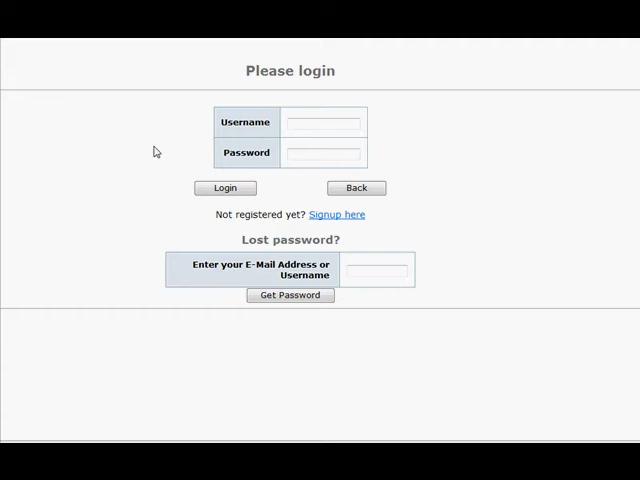 Please login
Username
Password
Login Back
Not registered yet? Signup here
Lost password?
Enter your E-Mail Address or
Username
Get Password